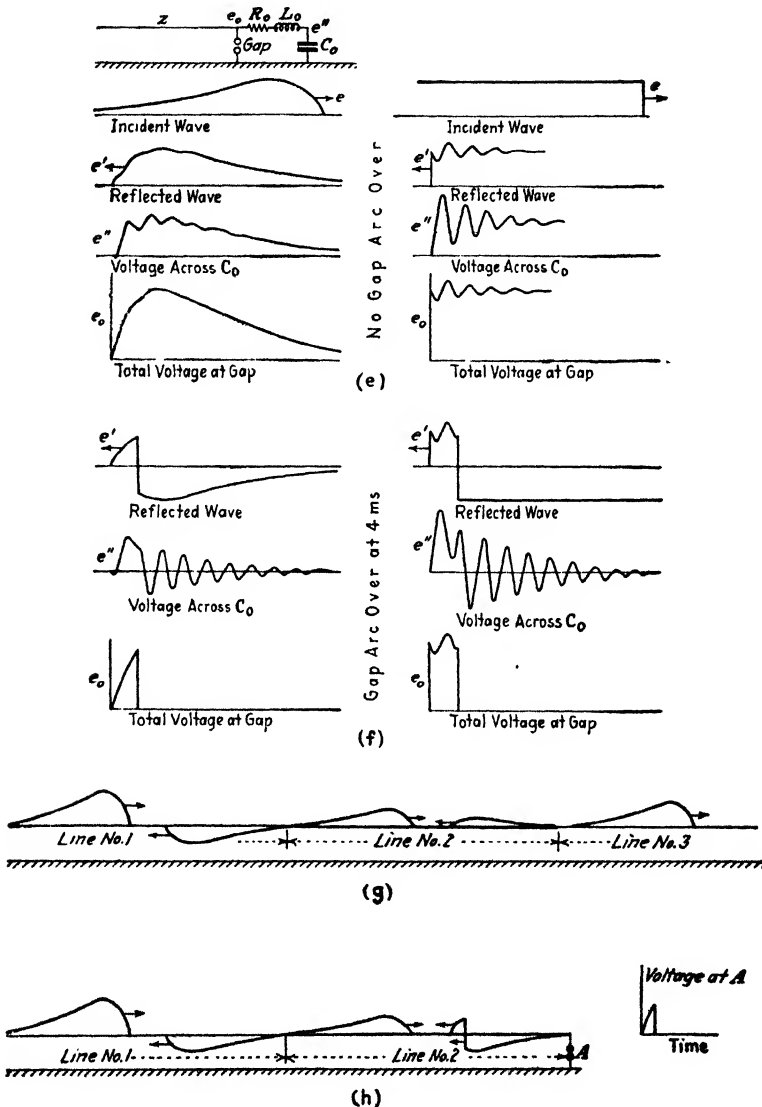 z e₀ R₀ L₀ e"
Gap C₀
e
Incident Wave
e'
Reflected Wave
e"
Voltage Across C₀
e₀
Total Voltage at Gap
No Gap Arc Over
e
Incident Wave
e'
Reflected Wave
e"
Voltage Across C₀
e₀
Total Voltage at Gap
(e)
e'
Reflected Wave
e"
Voltage Across C₀
e₀
Total Voltage at Gap
Gap Arc Over at 4 ms
e'
Reflected Wave
e"
Voltage Across C₀
e₀
Total Voltage at Gap
(f)
Line No.1 Line No.2 Line No.3
(g)
Voltage at A
Line No.1 Line No.2 A
Time
(h)